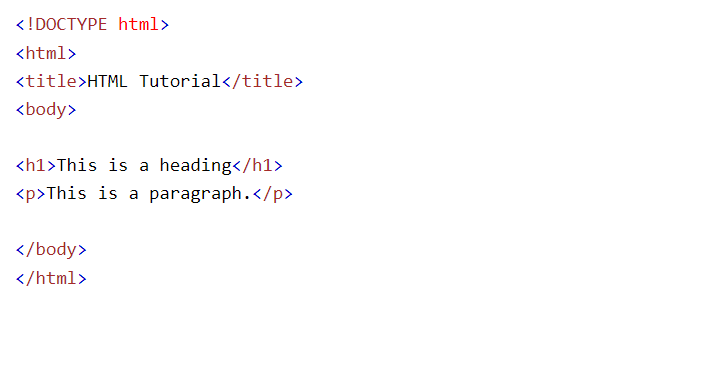 <!DOCTYPE html>
<html>
<title>HTML Tutorial</title>
<body>
<h1>This is a heading</h1>
<p>This is a paragraph.</p>
</body>
</html>